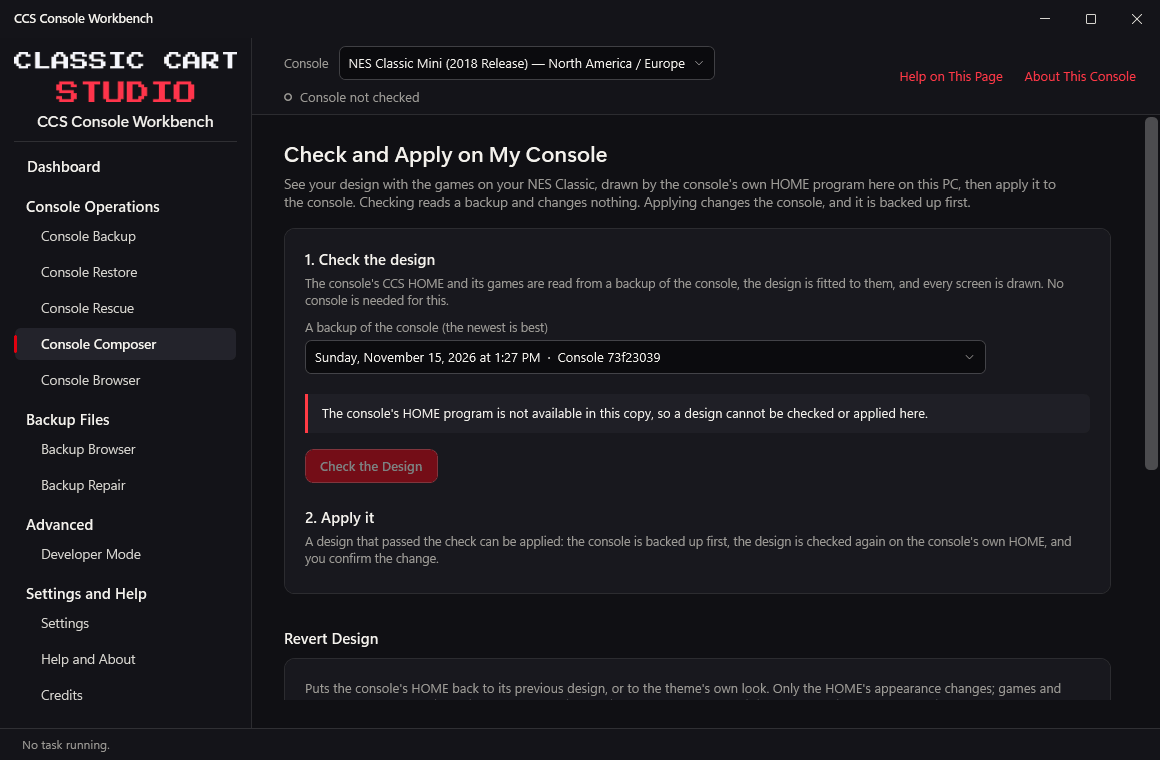 CCS Console Workbench
CLASSIC CART
STUDIO
CCS Console Workbench
Dashboard
Console Operations
Console Backup
Console Restore
Console Rescue
Console Composer
Console Browser
Backup Files
Backup Browser
Backup Repair
Advanced
Developer Mode
Settings and Help
Settings
Help and About
Credits
Console
NES Classic Mini (2018 Release) — North America / Europe
Console not checked
Help on This Page
About This Console
Check and Apply on My Console
See your design with the games on your NES Classic, drawn by the console's own HOME program here on this PC, then apply it to
the console. Checking reads a backup and changes nothing. Applying changes the console, and it is backed up first.
1. Check the design
The console's CCS HOME and its games are read from a backup of the console, the design is fitted to them, and every screen is drawn. No
console is needed for this.
A backup of the console (the newest is best)
Sunday, November 15, 2026 at 1:27 PM · Console 73f23039
The console's HOME program is not available in this copy, so a design cannot be checked or applied here.
Check the Design
2. Apply it
A design that passed the check can be applied: the console is backed up first, the design is checked again on the console's own HOME, and
you confirm the change.
Revert Design
Puts the console's HOME back to its previous design, or to the theme's own look. Only the HOME's appearance changes; games and
No task running.